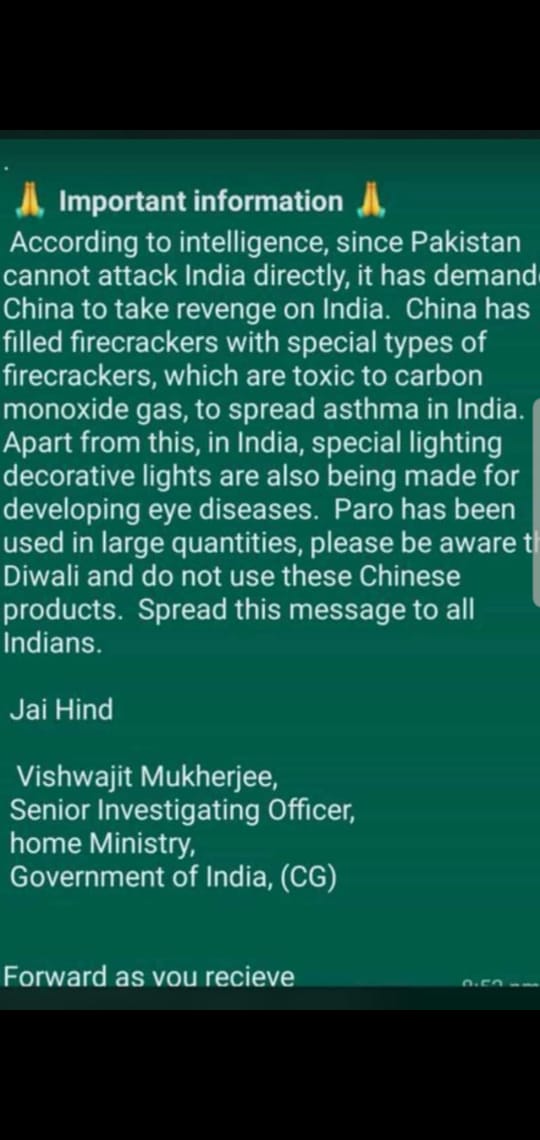 .
🙏 Important information 🙏
According to intelligence, since Pakistan
cannot attack India directly, it has demand
China to take revenge on India. China has
filled firecrackers with special types of
firecrackers, which are toxic to carbon
monoxide gas, to spread asthma in India.
Apart from this, in India, special lighting
decorative lights are also being made for
developing eye diseases. Paro has been
used in large quantities, please be aware
Diwali and do not use these Chinese
products. Spread this message to all
Indians.
Jai Hind
Vishwajit Mukherjee,
Senior Investigating Officer,
home Ministry,
Government of India, (CG)
Forward as you recieve